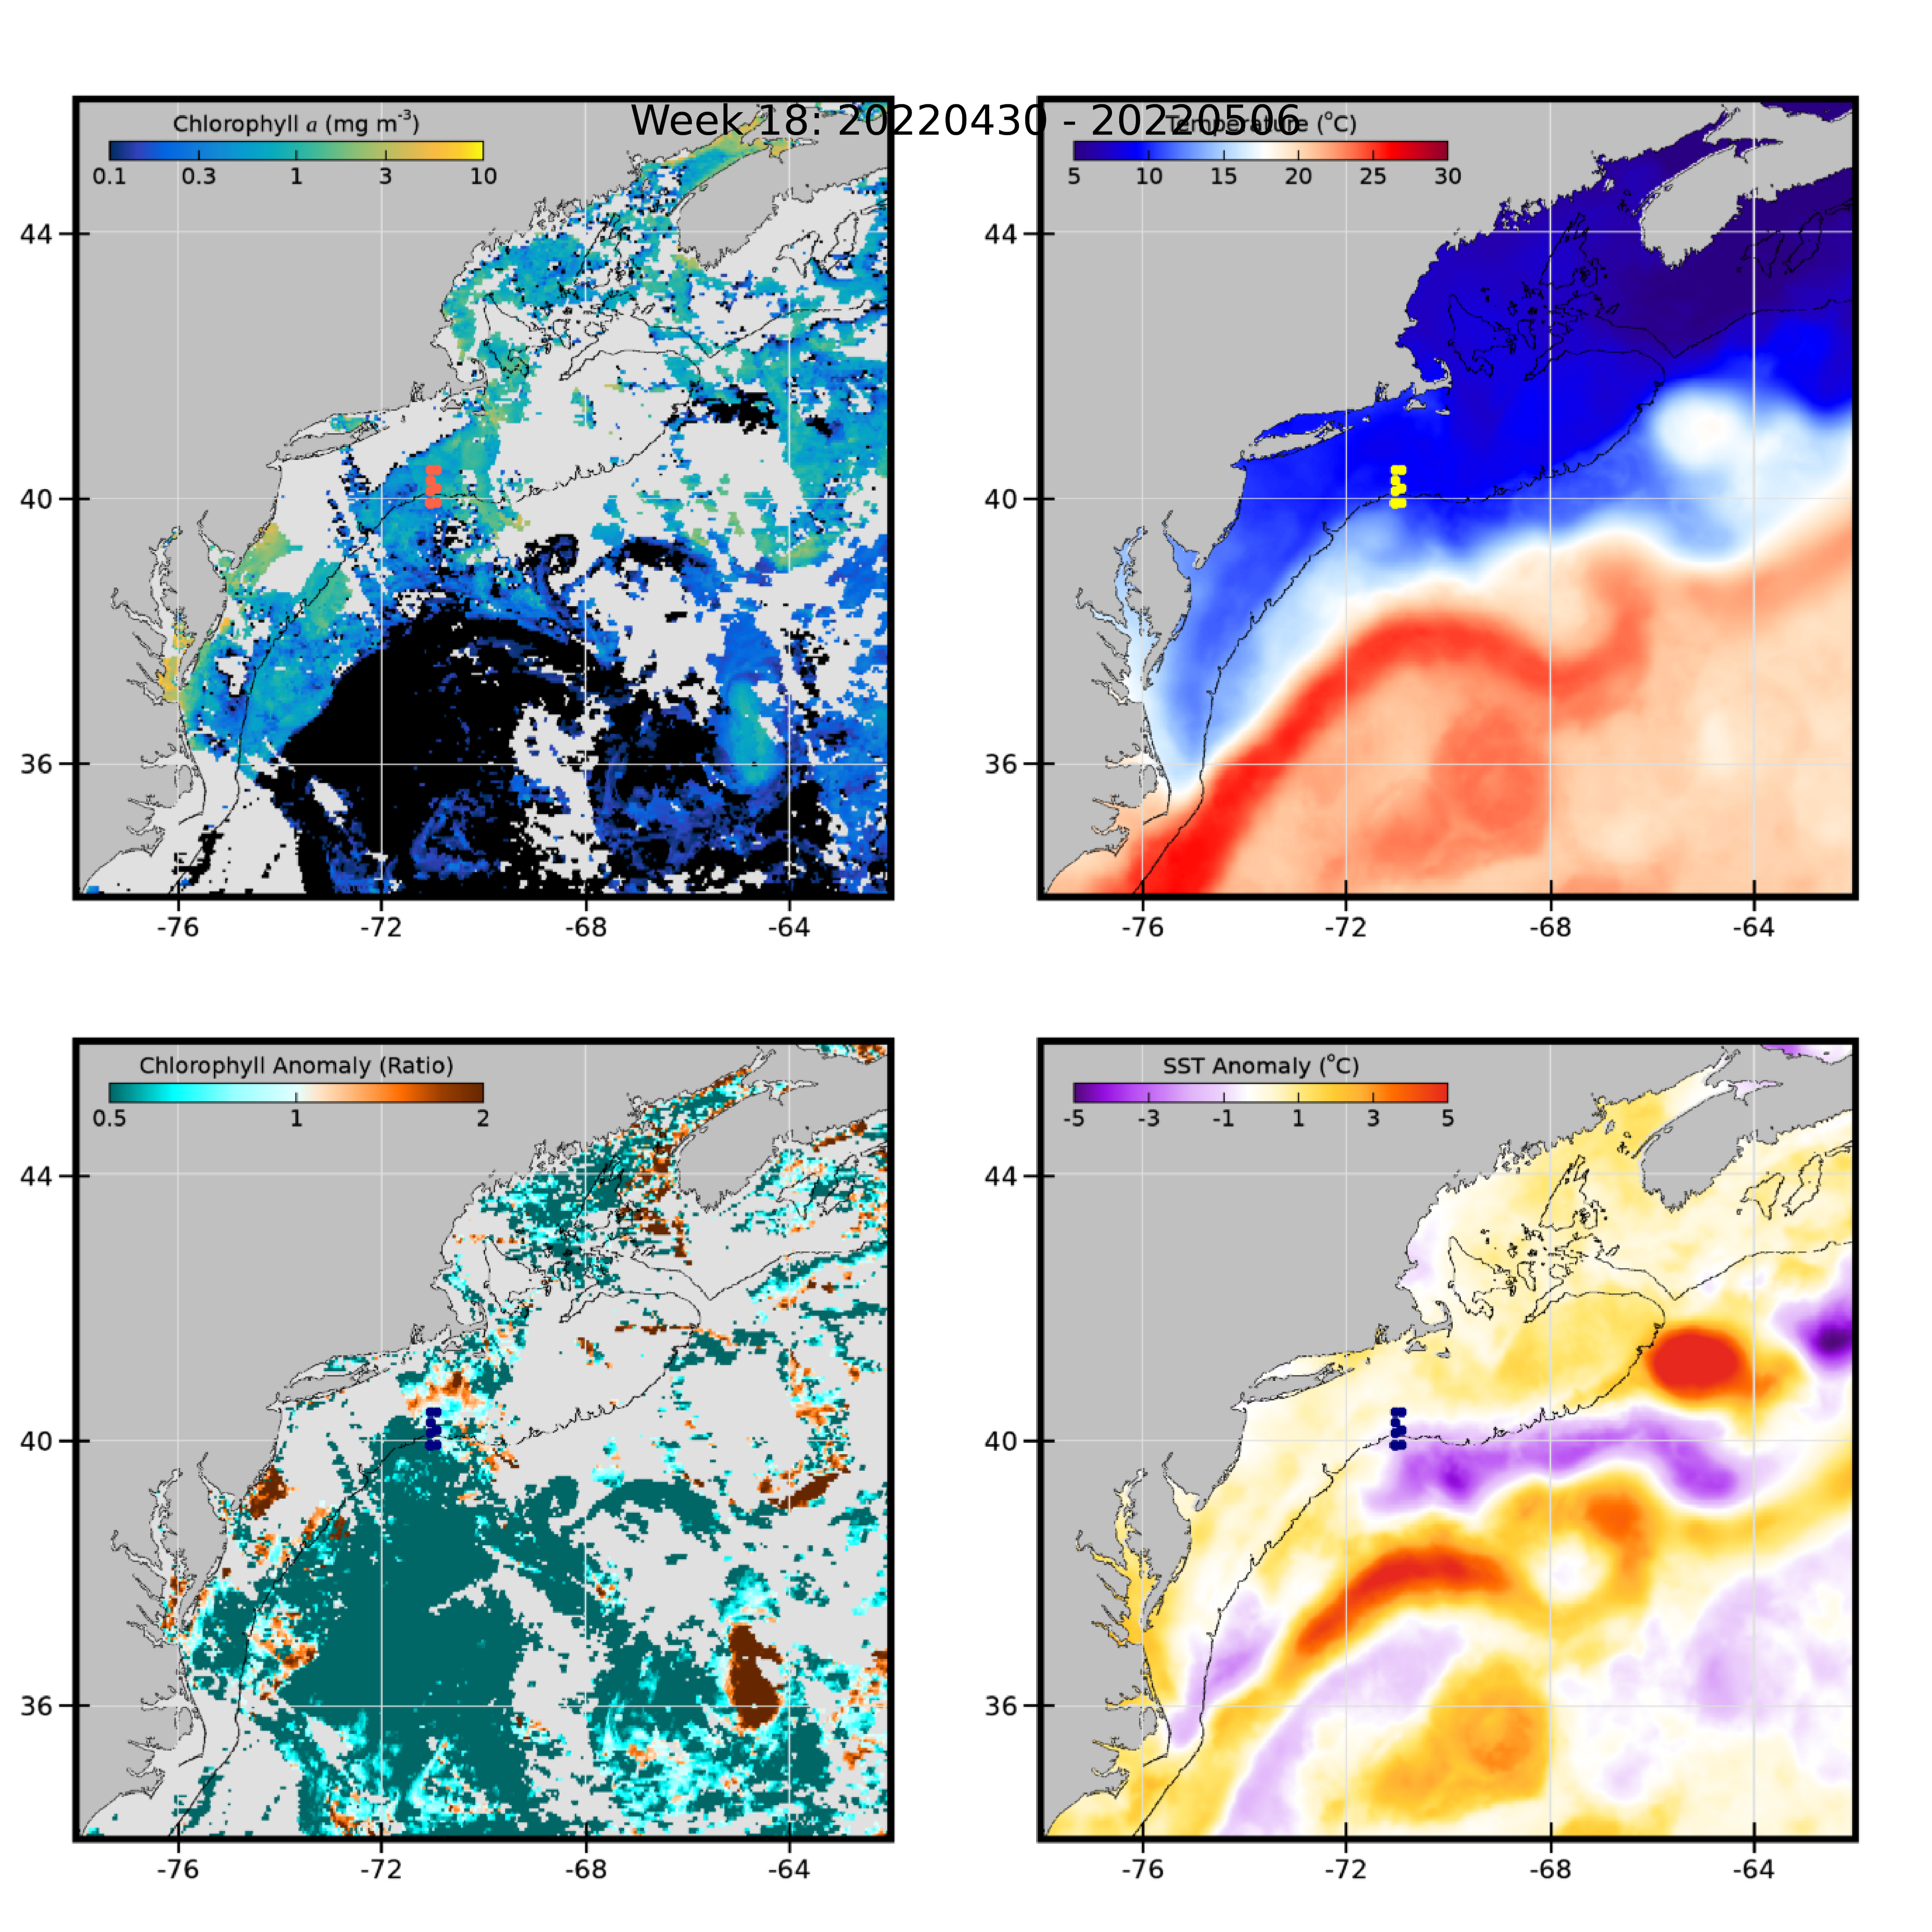 Week 18: 20220430 - 20220506
Chlorophyll a (mg m-3)
0.1 0.3 1 3 10
44
40
36
-76 -72 -68 -64
Temperature (°C)
5 10 15 20 25 30
44
40
36
-76 -72 -68 -64
Chlorophyll Anomaly (Ratio)
0.5 1 2
44
40
36
-76 -72 -68 -64
SST Anomaly (°C)
-5 -3 -1 1 3 5
44
40
36
-76 -72 -68 -64